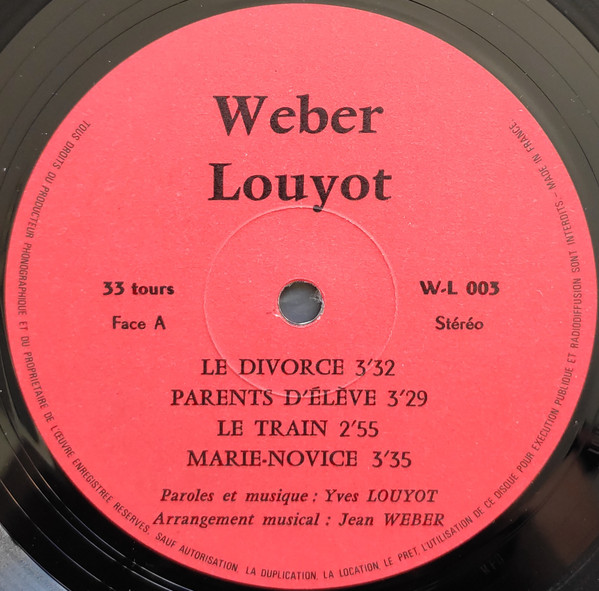 Weber
Louyot
33 tours
Face A
W-L 003
Stéréo
LE DIVORCE 3'32
PARENTS D'ÉLÈVE 3'29
LE TRAIN 2'55
MARIE-NOVICE 3'35
Paroles et musique : Yves LOUYOT
Arrangement musical : Jean WEBER
TOUS DROITS DU PRODUCTEUR PHONOGRAPHIQUE ET DU PROPRIETAIRE DE L'ŒUVRE ENREGISTREE RESERVES. SAUF AUTORISATION LA DUPLICATION, LA LOCATION, LE PRET, L'UTILISATION DE CE DISQUE POUR EXECUTION PUBLIQUE ET RADIODIFFUSION SONT INTERDITS - MADE IN FRANCE.